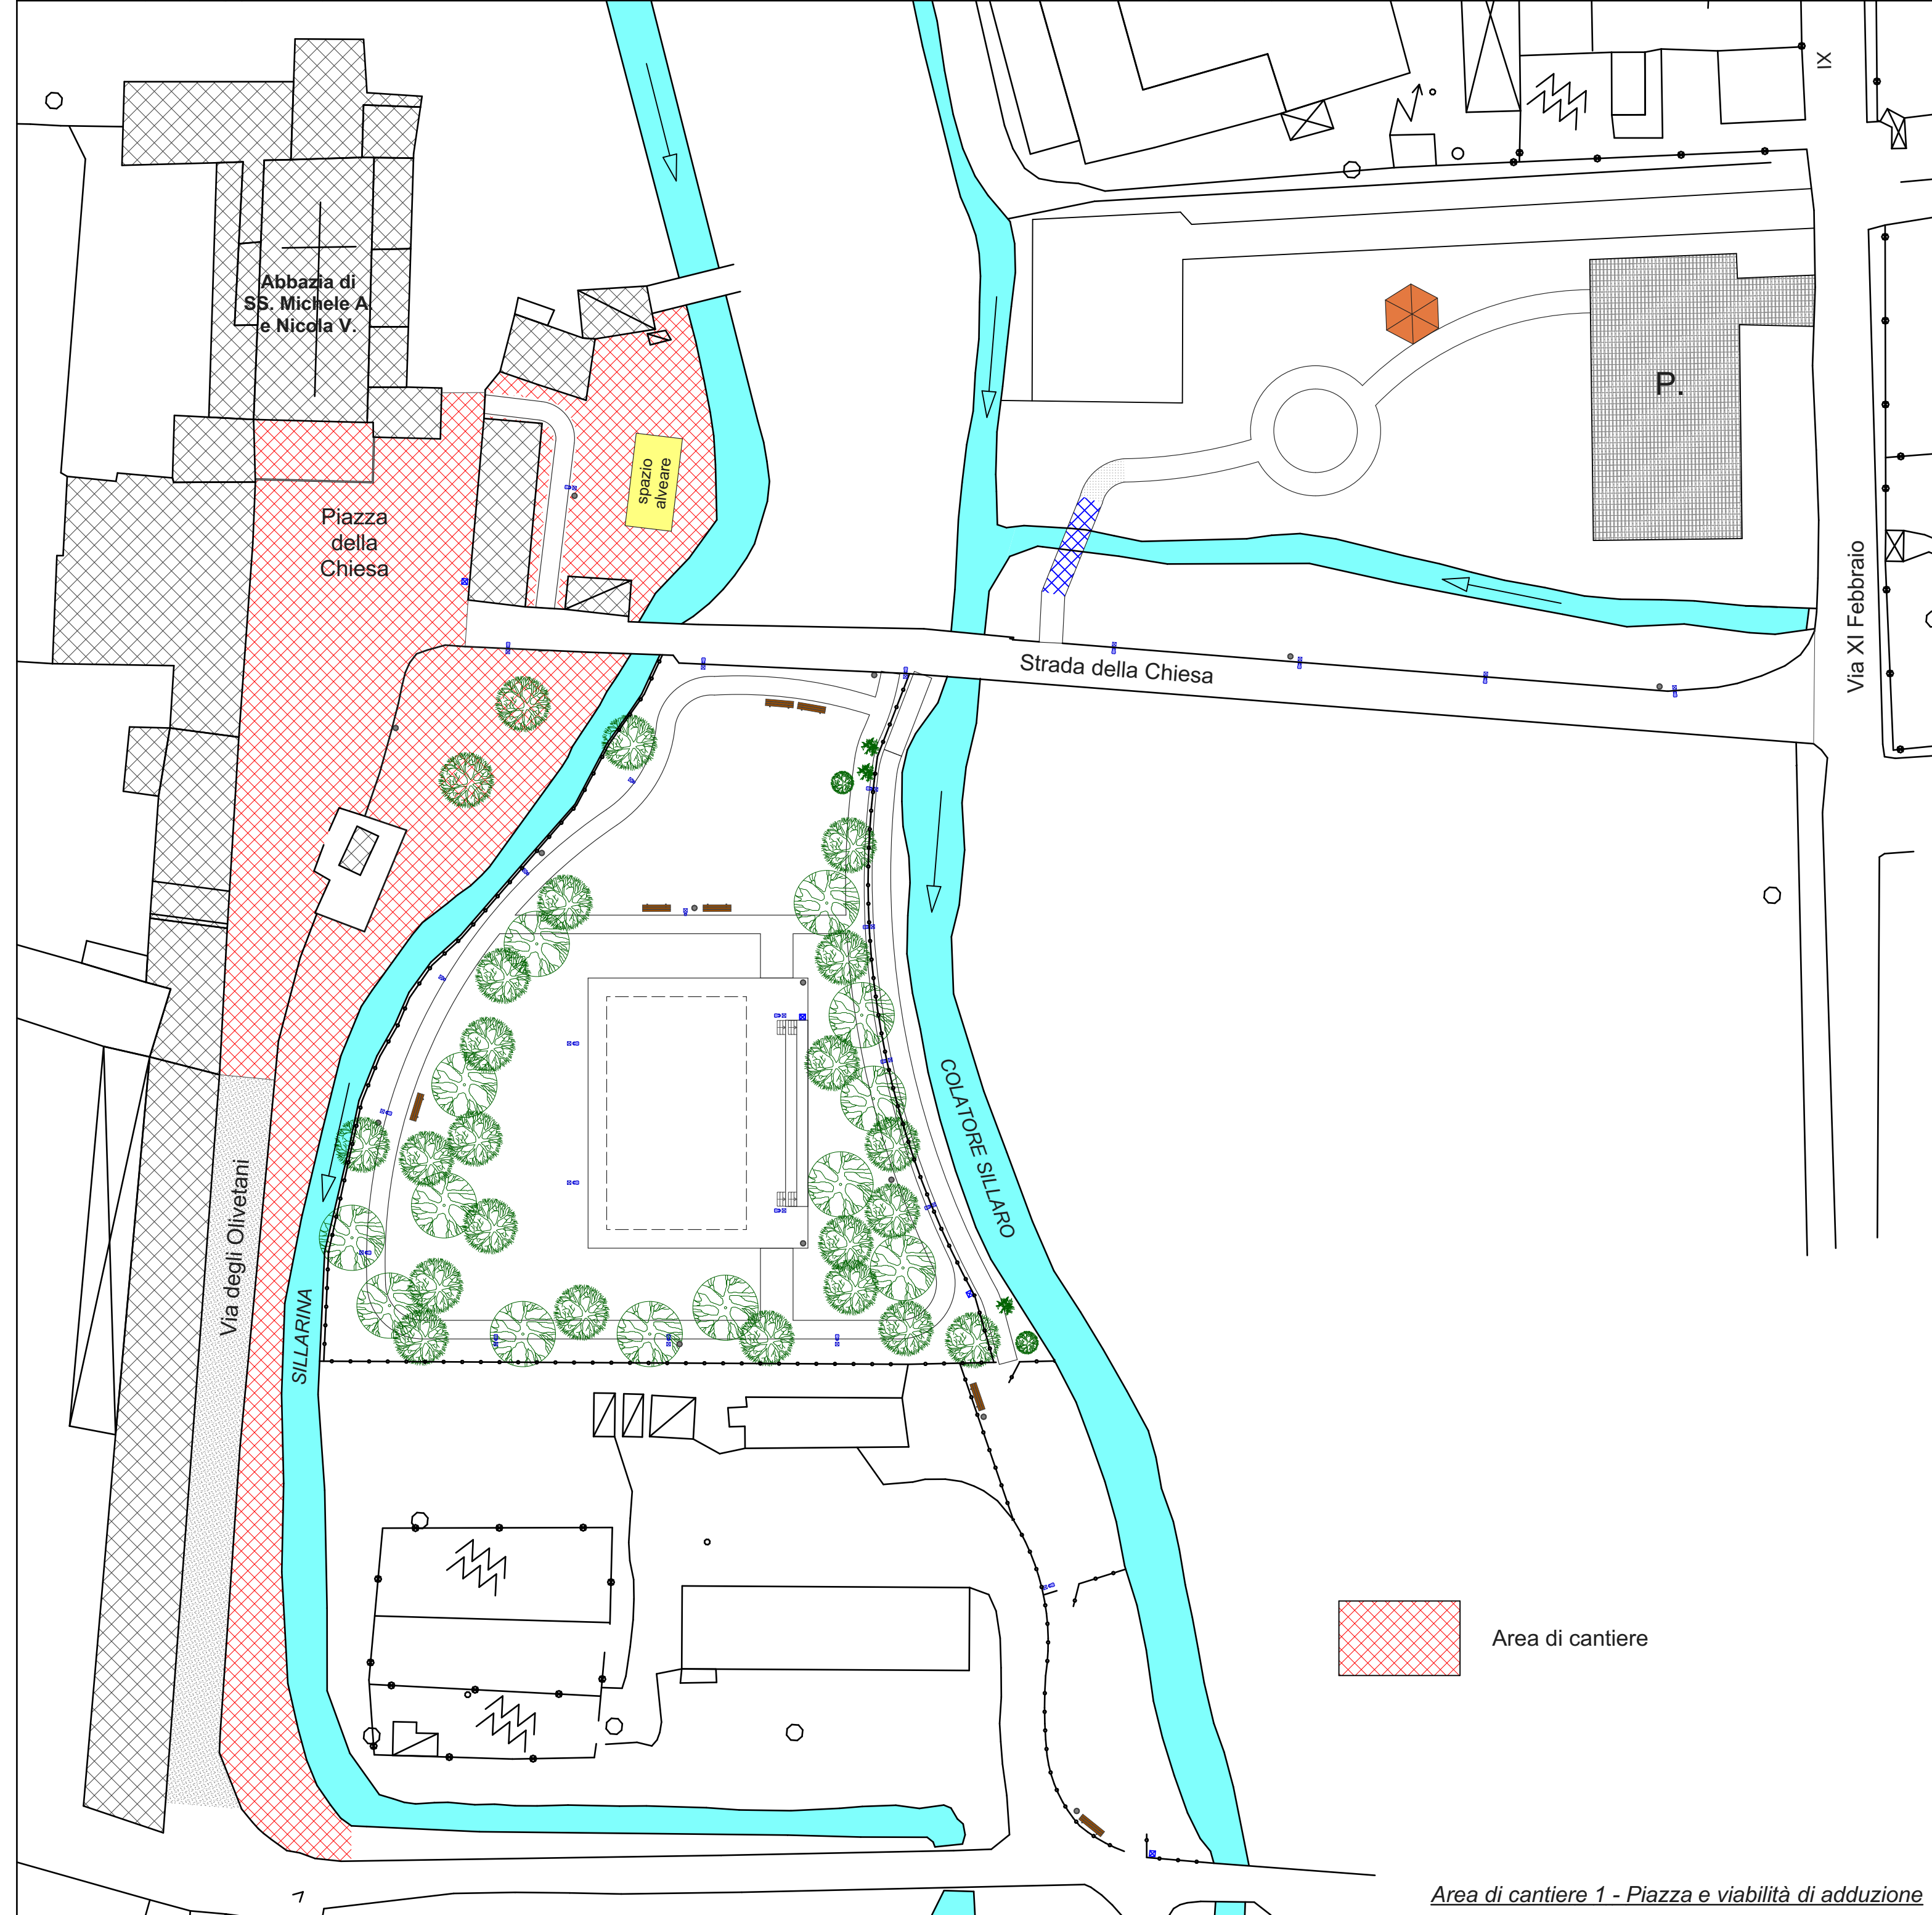 IX
Abbazia di
SS. Michele A.
e Nicola V.
P.
spazio
alveare
Piazza
della
Chiesa
Via XI Febbraio
Strada della Chiesa
COLATORE SILLARO
Via degli Olivetani
SILLARINA
Area di cantiere
Area di cantiere 1 - Piazza e viabilità di adduzione